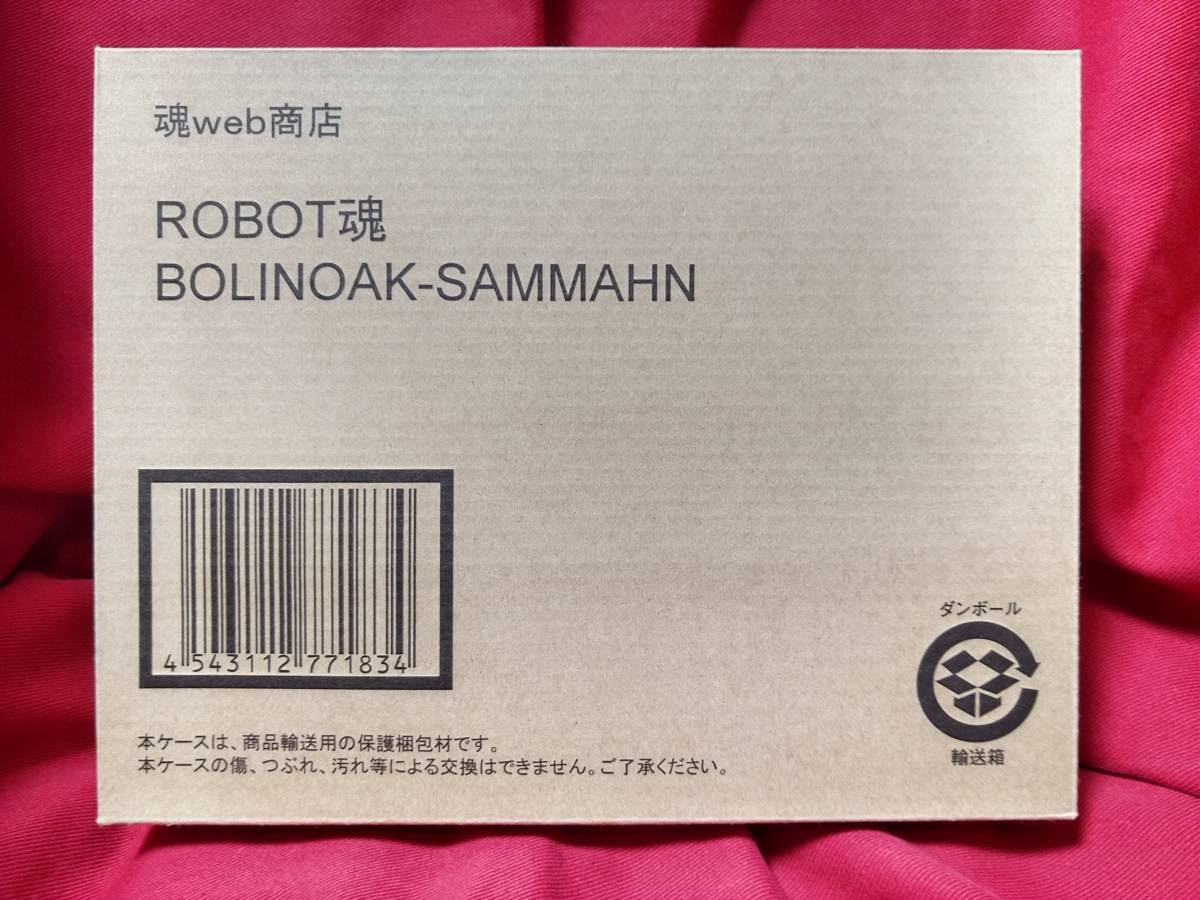 魂web商店
ROBOT魂
BOLINOAK-SAMMAHN
4 543112 771834
ダンボール
輸送箱
本ケースは、商品輸送用の保護梱包材です。
本ケースの傷、つぶれ、汚れ等による交換はできません。ご了承ください。